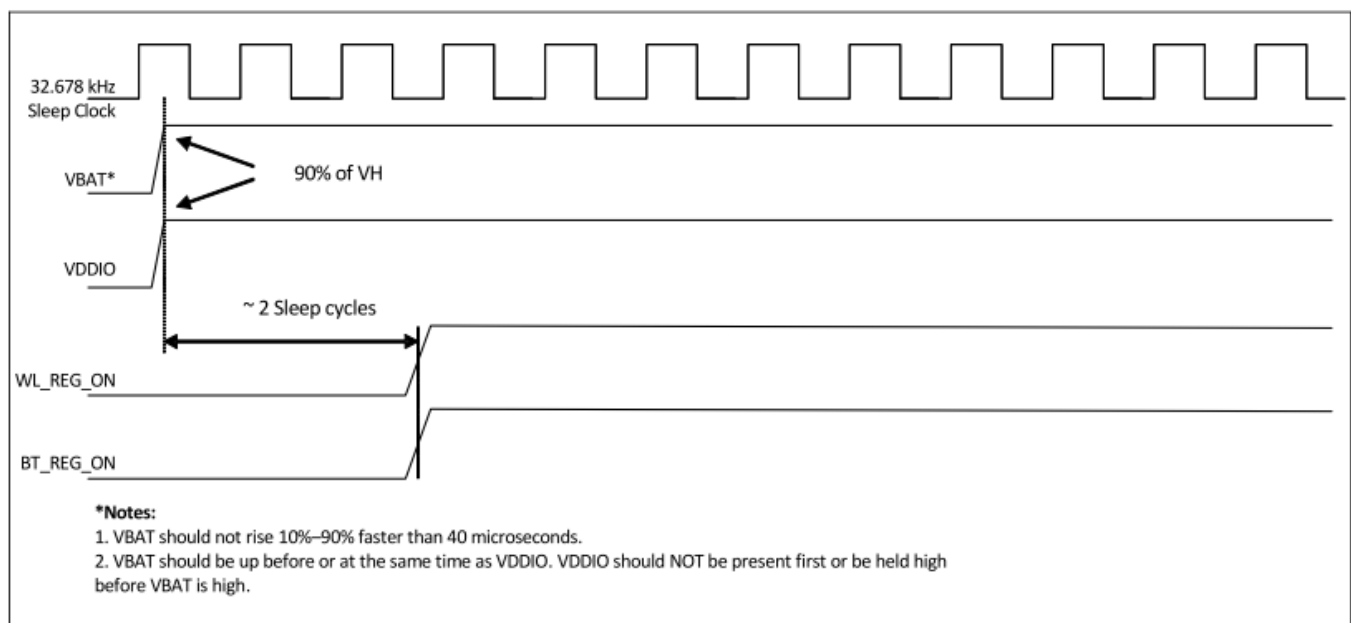 32.678 kHz
Sleep Clock
VBAT*
90% of VH
VDDIO
~ 2 Sleep cycles
WL_REG_ON
BT_REG_ON
*Notes:
1. VBAT should not rise 10%–90% faster than 40 microseconds.
2. VBAT should be up before or at the same time as VDDIO. VDDIO should NOT be present first or be held high
before VBAT is high.